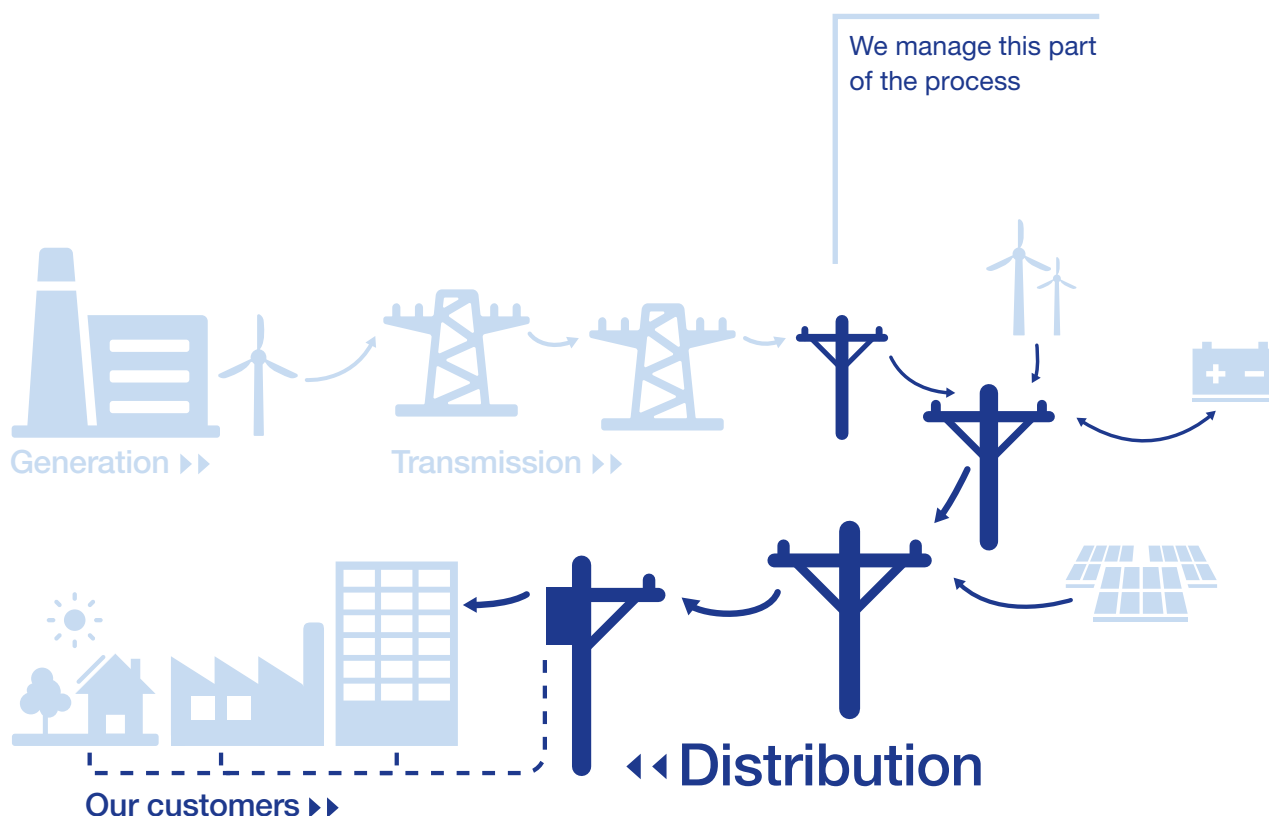 We manage this part
of the process
Generation
Transmission
Distribution
Our customers